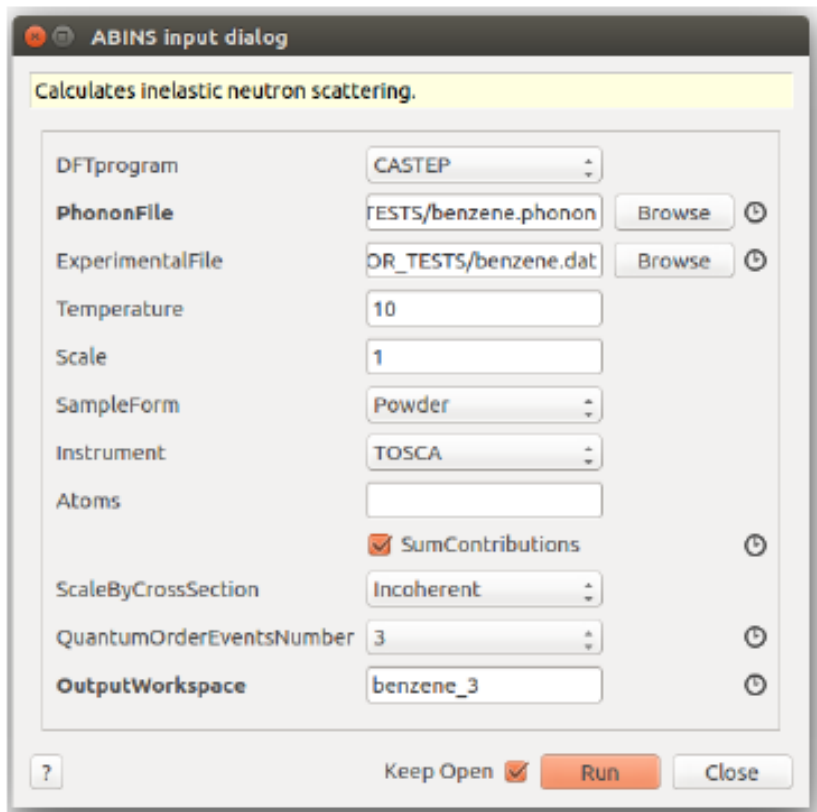 ABINS input dialog
Calculates inelastic neutron scattering.
DFTprogram CASTEP
PhononFile TESTS/benzene.phonon Browse
ExperimentalFile OR_TESTS/benzene.dat Browse
Temperature 10
Scale 1
SampleForm Powder
Instrument TOSCA
Atoms
SumContributions
ScaleByCrossSection Incoherent
QuantumOrderEventsNumber 3
OutputWorkspace benzene_3
? Keep Open Run Close